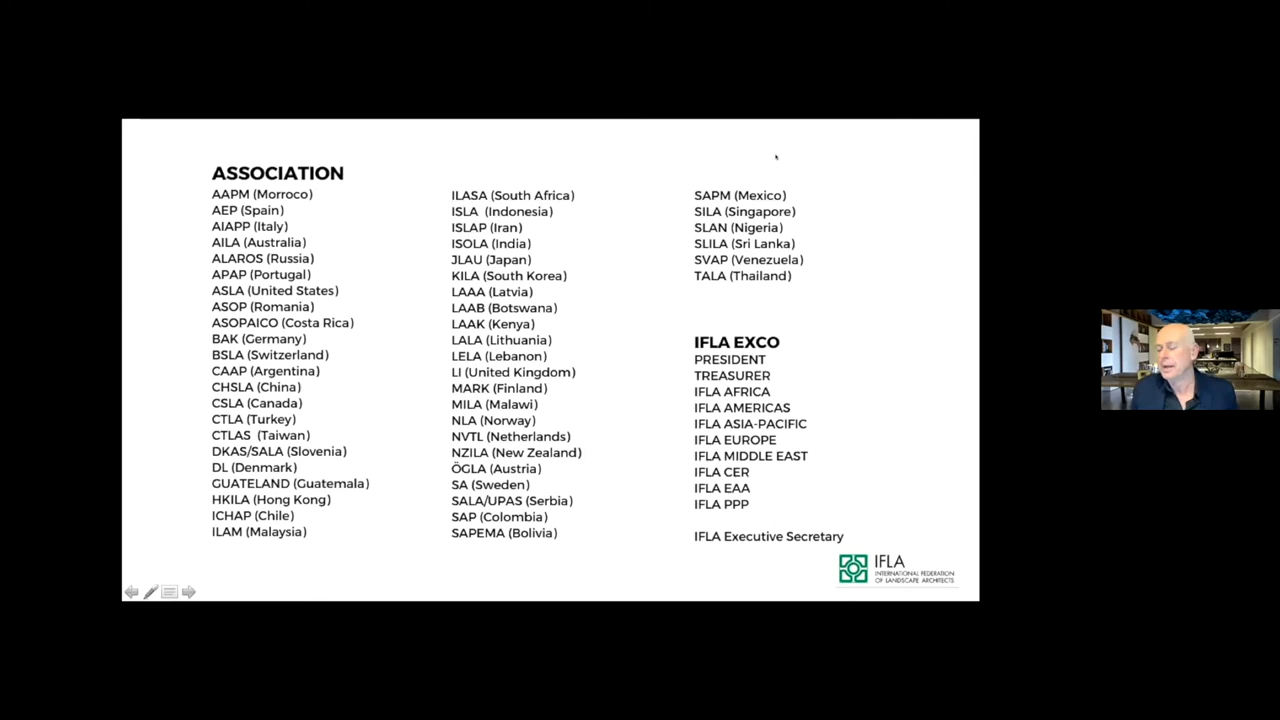 ASSOCIATION
AAPM (Morroco)
AEP (Spain)
AIAPP (Italy)
AILA (Australia)
ALAROS (Russia)
APAP (Portugal)
ASLA (United States)
ASOP (Romania)
ASOPAICO (Costa Rica)
BAK (Germany)
BSLA (Switzerland)
CAAP (Argentina)
CHSLA (China)
CSLA (Canada)
CTLA (Turkey)
CTLAS (Taiwan)
DKAS/SALA (Slovenia)
DL (Denmark)
GUATELAND (Guatemala)
HKILA (Hong Kong)
ICHAP (Chile)
ILAM (Malaysia)
ILASA (South Africa)
ISLA (Indonesia)
ISLAP (Iran)
ISOLA (India)
JLAU (Japan)
KILA (South Korea)
LAAA (Latvia)
LAAB (Botswana)
LAAK (Kenya)
LALA (Lithuania)
LELA (Lebanon)
LI (United Kingdom)
MARK (Finland)
MILA (Malawi)
NLA (Norway)
NVTL (Netherlands)
NZILA (New Zealand)
ÖGLA (Austria)
SA (Sweden)
SALA/UPAS (Serbia)
SAP (Colombia)
SAPEMA (Bolivia)
SAPM (Mexico)
SILA (Singapore)
SLAN (Nigeria)
SLILA (Sri Lanka)
SVAP (Venezuela)
TALA (Thailand)
IFLA EXCO
PRESIDENT
TREASURER
IFLA AFRICA
IFLA AMERICAS
IFLA ASIA-PACIFIC
IFLA EUROPE
IFLA MIDDLE EAST
IFLA CER
IFLA EAA
IFLA PPP
IFLA Executive Secretary
IFLA
INTERNATIONAL FEDERATION
OF LANDSCAPE ARCHITECTS